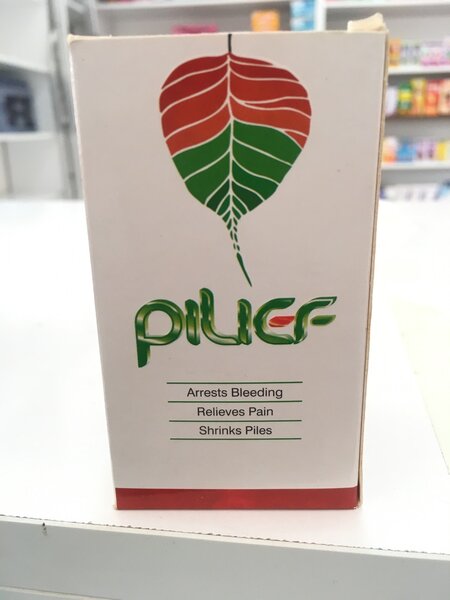 PILIEF
Arrests Bleeding
Relieves Pain
Shrinks Piles